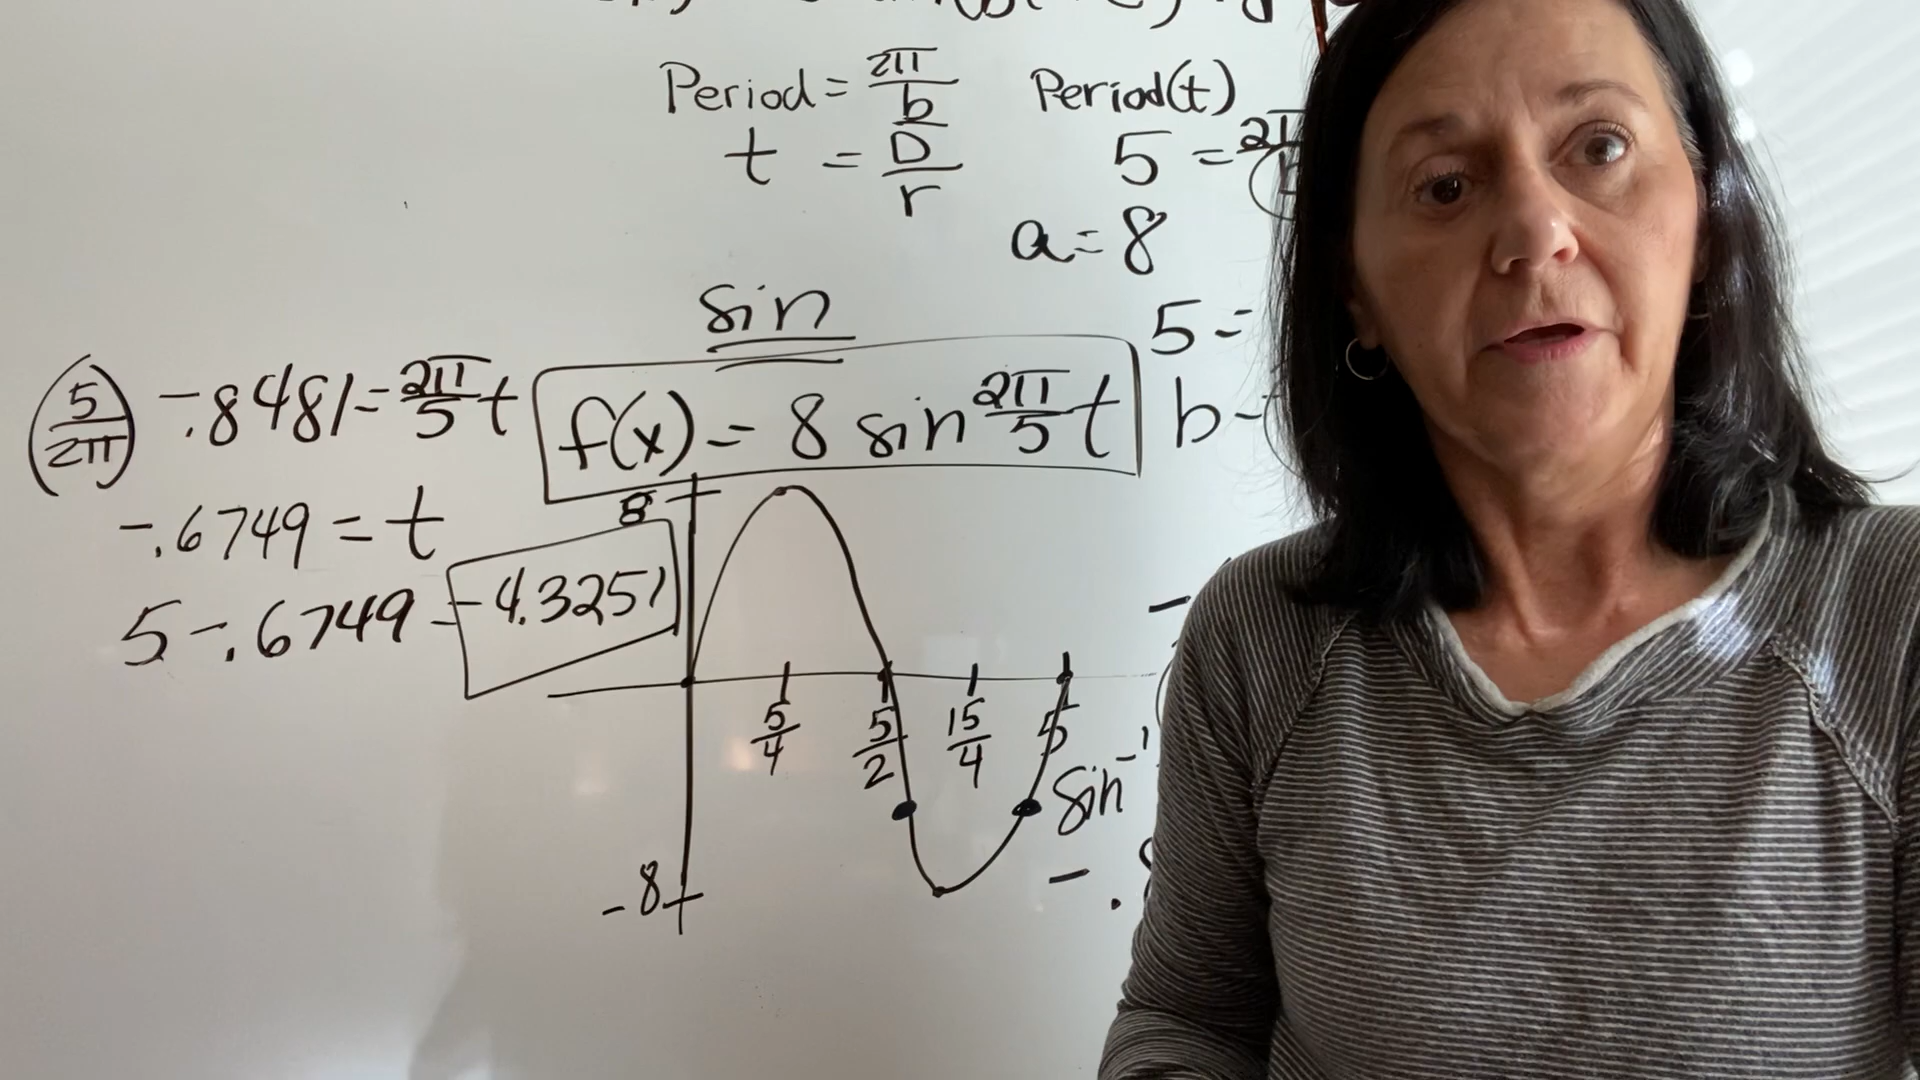 Period = 2π/b Period(t)
t = D/r 5 = 2π
a = 8
sin 5 =
(5/2π) -.8481 = 2π/5 t f(x) = 8 sin 2π/5 t b =
8
-.6749 = t
5 - .6749 = -4.3251
5/4 5/2 15/4 5
sin⁻¹
-8 - .